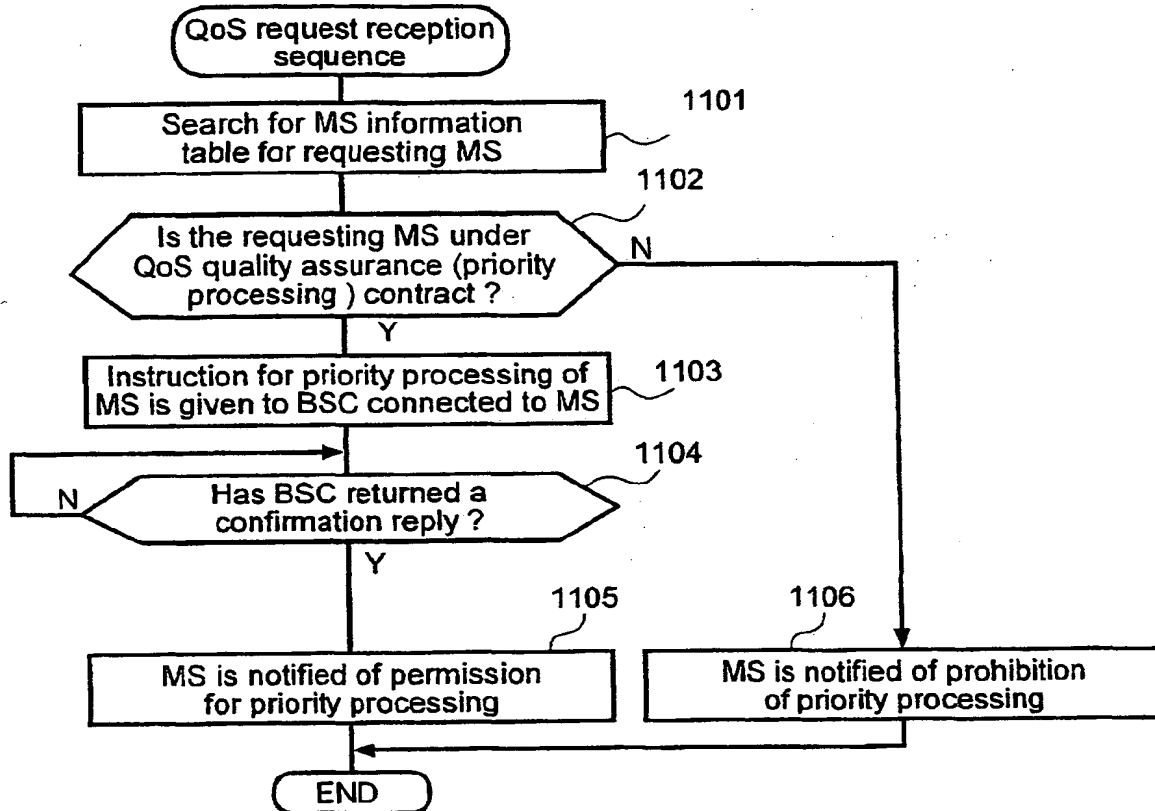 QoS request reception
sequence
1101
Search for MS information
table for requesting MS
1102
Is the requesting MS under
QoS quality assurance (priority
processing ) contract ?
N
Y
1103
Instruction for priority processing of
MS is given to BSC connected to MS
1104
Has BSC returned a
confirmation reply ?
N
Y
1105
MS is notified of permission
for priority processing
1106
MS is notified of prohibition
of priority processing
END